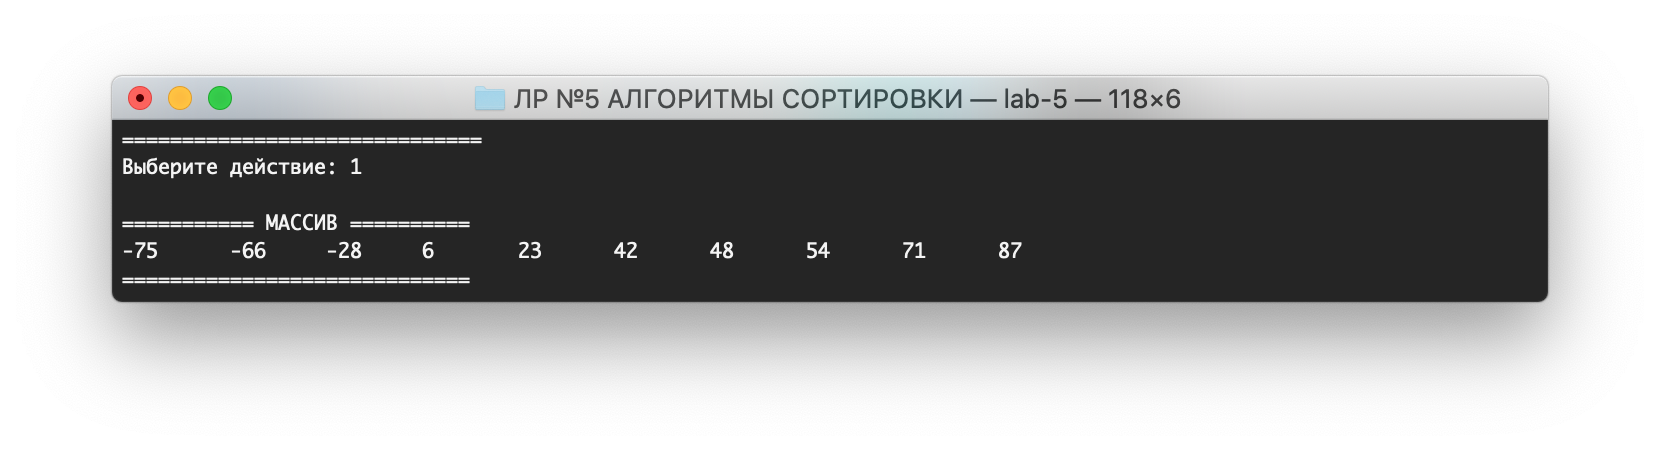 ЛР №5 АЛГОРИТМЫ СОРТИРОВКИ — lab-5 — 118×6
==============================
Выберите действие: 1
=========== МАССИВ ==========
-75 -66 -28 6 23 42 48 54 71 87
=============================